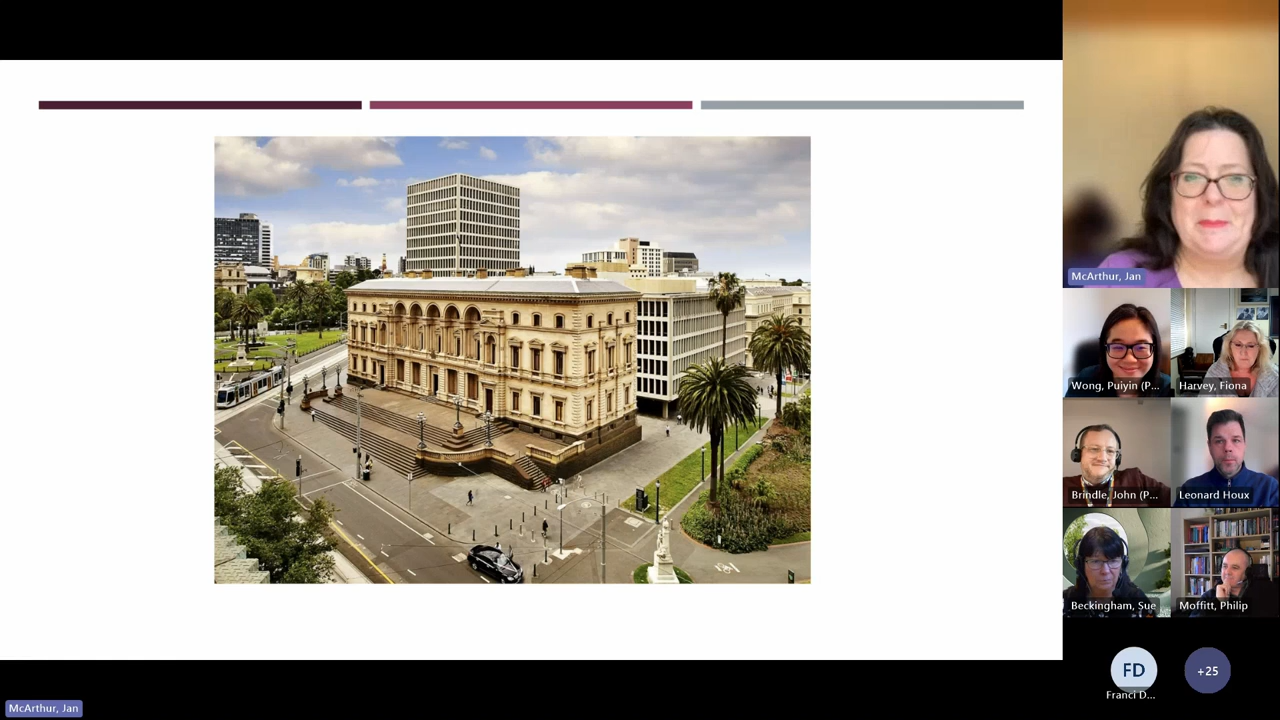 McArthur, Jan
Wong, Puiyin (P...
Harvey, Fiona
Brindle, John (P...
Leonard Houx
Beckingham, Sue
Moffitt, Philip
FD
+25
Franci D...
McArthur, Jan